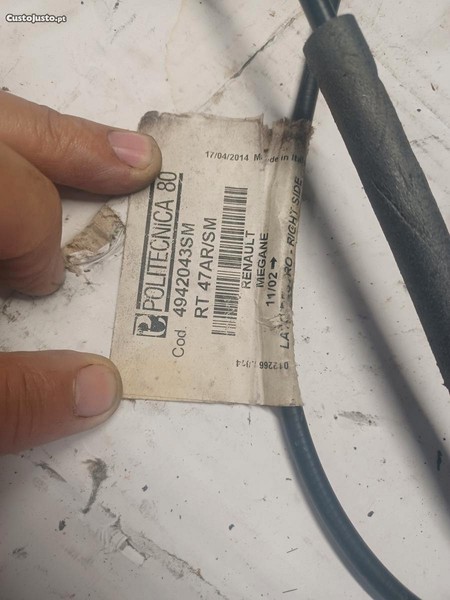 CustoJusto.pt
17/04/2014 Made in
POLITECNICA 80
Cod. 4942043SM
RT 47AR/SM
RENAULT
MEGANE
11/02 →
RIGHT SIDE